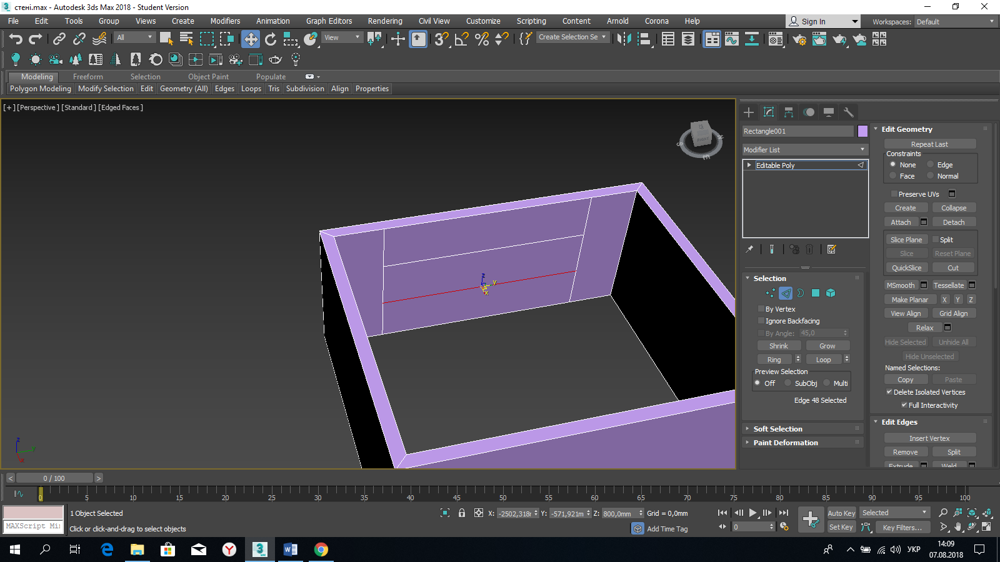 стені.max - Autodesk 3ds Max 2018 - Student Version
File Edit Tools Group Views Create Modifiers Animation Graph Editors Rendering Civil View Customize Scripting Content Arnold Corona Help
Sign In Workspaces: Default
All View Create Selection Se
Modeling Freeform Selection Object Paint Populate
Polygon Modeling Modify Selection Edit Geometry (All) Edges Loops Tris Subdivision Align Properties
[+] [Perspective] [Standard] [Edged Faces]
RIGHT
S
E
z
y
x
z
y
x
Rectangle001
Modifier List
Editable Poly
Selection
By Vertex
Ignore Backfacing
By Angle: 45,0
Shrink Grow
Ring Loop
Preview Selection
Off SubObj Multi
Edge 48 Selected
Soft Selection
Paint Deformation
Edit Geometry
Repeat Last
Constraints
None Edge
Face Normal
Preserve UVs
Create Collapse
Attach Detach
Slice Plane Split
Slice Reset Plane
QuickSlice Cut
MSmooth Tessellate
Make Planar X Y Z
View Align Grid Align
Relax
Hide Selected Unhide All
Hide Unselected
Named Selections:
Copy Paste
Delete Isolated Vertices
Full Interactivity
Edit Edges
Insert Vertex
Remove Split
Extrude Weld
< 0 / 100 >
0 5 10 15 20 25 30 35 40 45 50 55 60 65 70 75 80 85 90 95 100
1 Object Selected X: -2502,318m Y: -571,921m Z: 800,0mm Grid = 0,0mm Auto Key Selected
MAXScript Mi Click or click-and-drag to select objects Add Time Tag 0 Set Key Key Filters...
УКР
14:09
07.08.2018